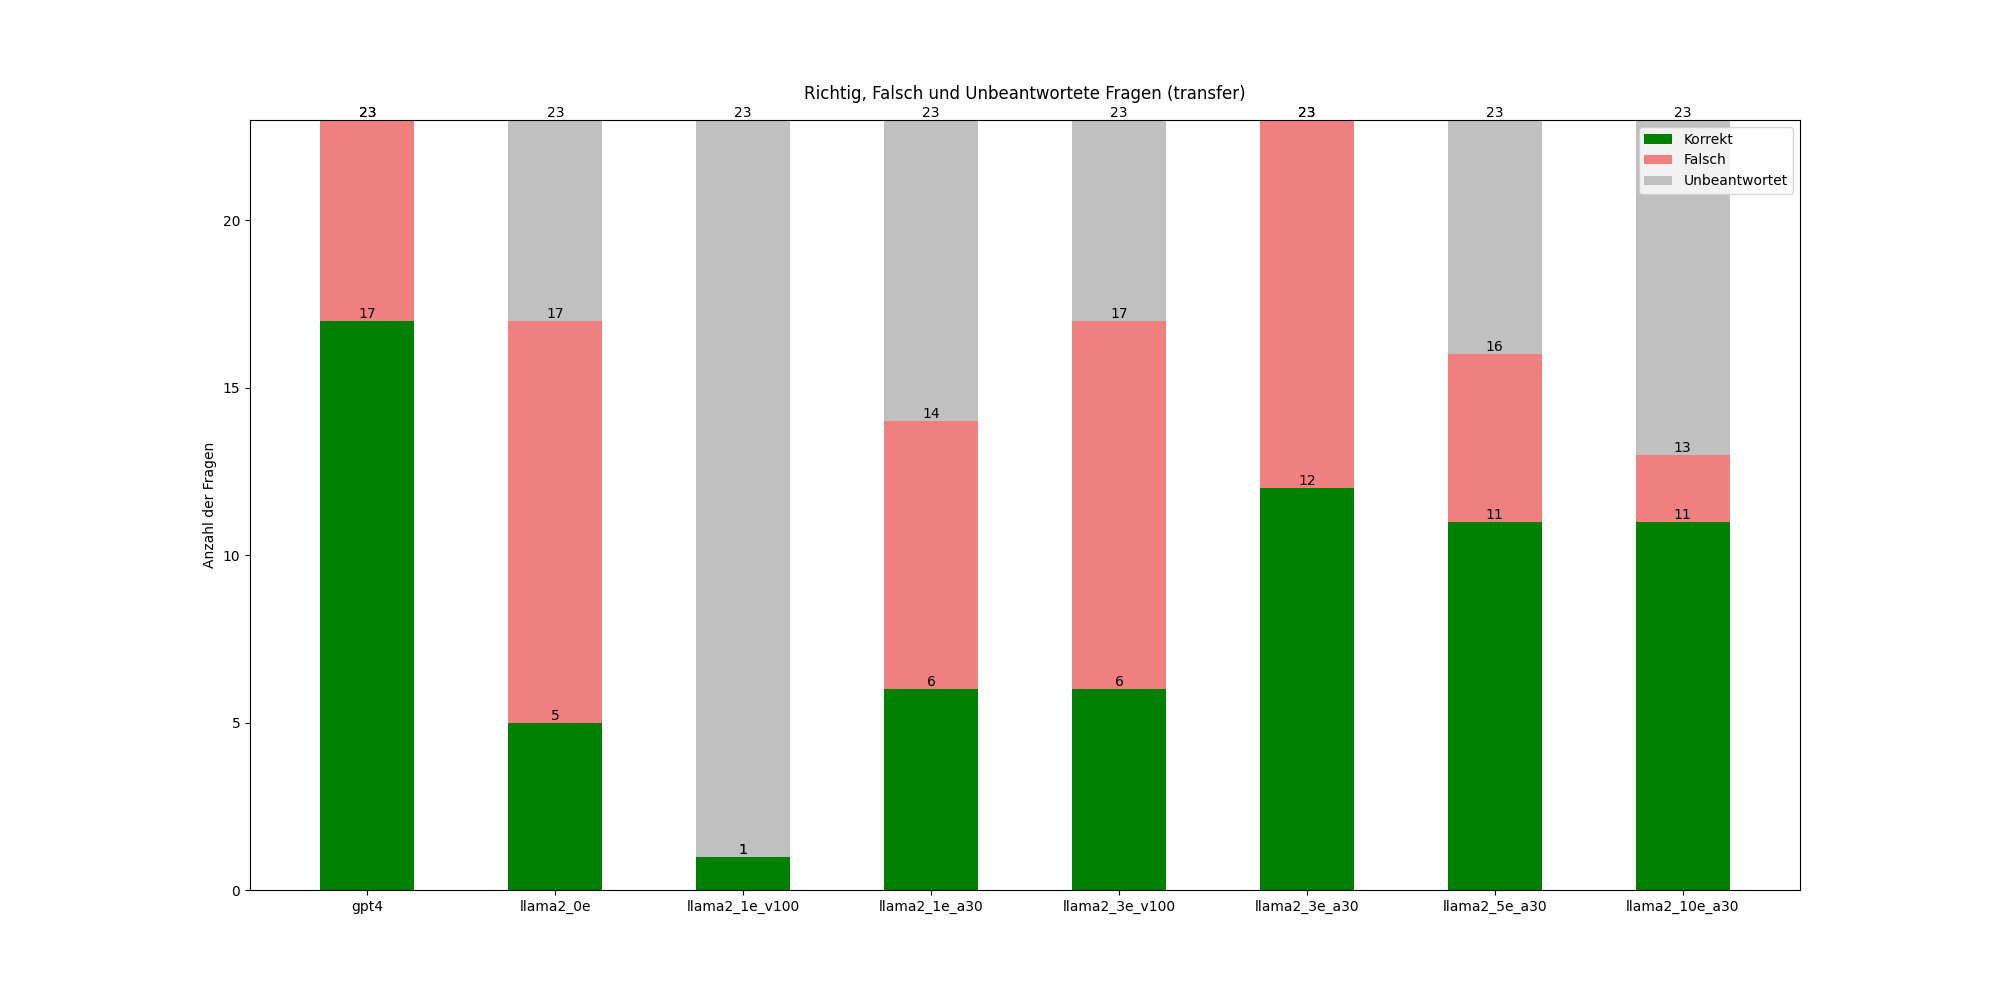 Richtig, Falsch und Unbeantwortete Fragen (transfer)
23 23 23 23 23 23 23 23
Korrekt
Falsch
Unbeantwortet
20
17 17 17
16
15
14
13
12
11 11
10
6 6
5
5
1
0
Anzahl der Fragen
gpt4 llama2_0e llama2_1e_v100 llama2_1e_a30 llama2_3e_v100 llama2_3e_a30 llama2_5e_a30 llama2_10e_a30